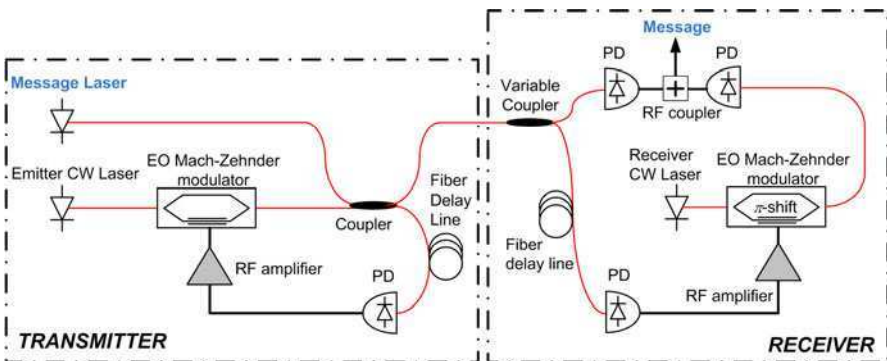 Message Laser
Emitter CW Laser
EO Mach-Zehnder
modulator
Coupler
Fiber
Delay
Line
RF amplifier
PD
TRANSMITTER
Message
PD
PD
Variable
Coupler
RF coupler
Receiver
CW Laser
EO Mach-Zehnder
modulator
π-shift
Fiber
delay line
PD
RF amplifier
RECEIVER